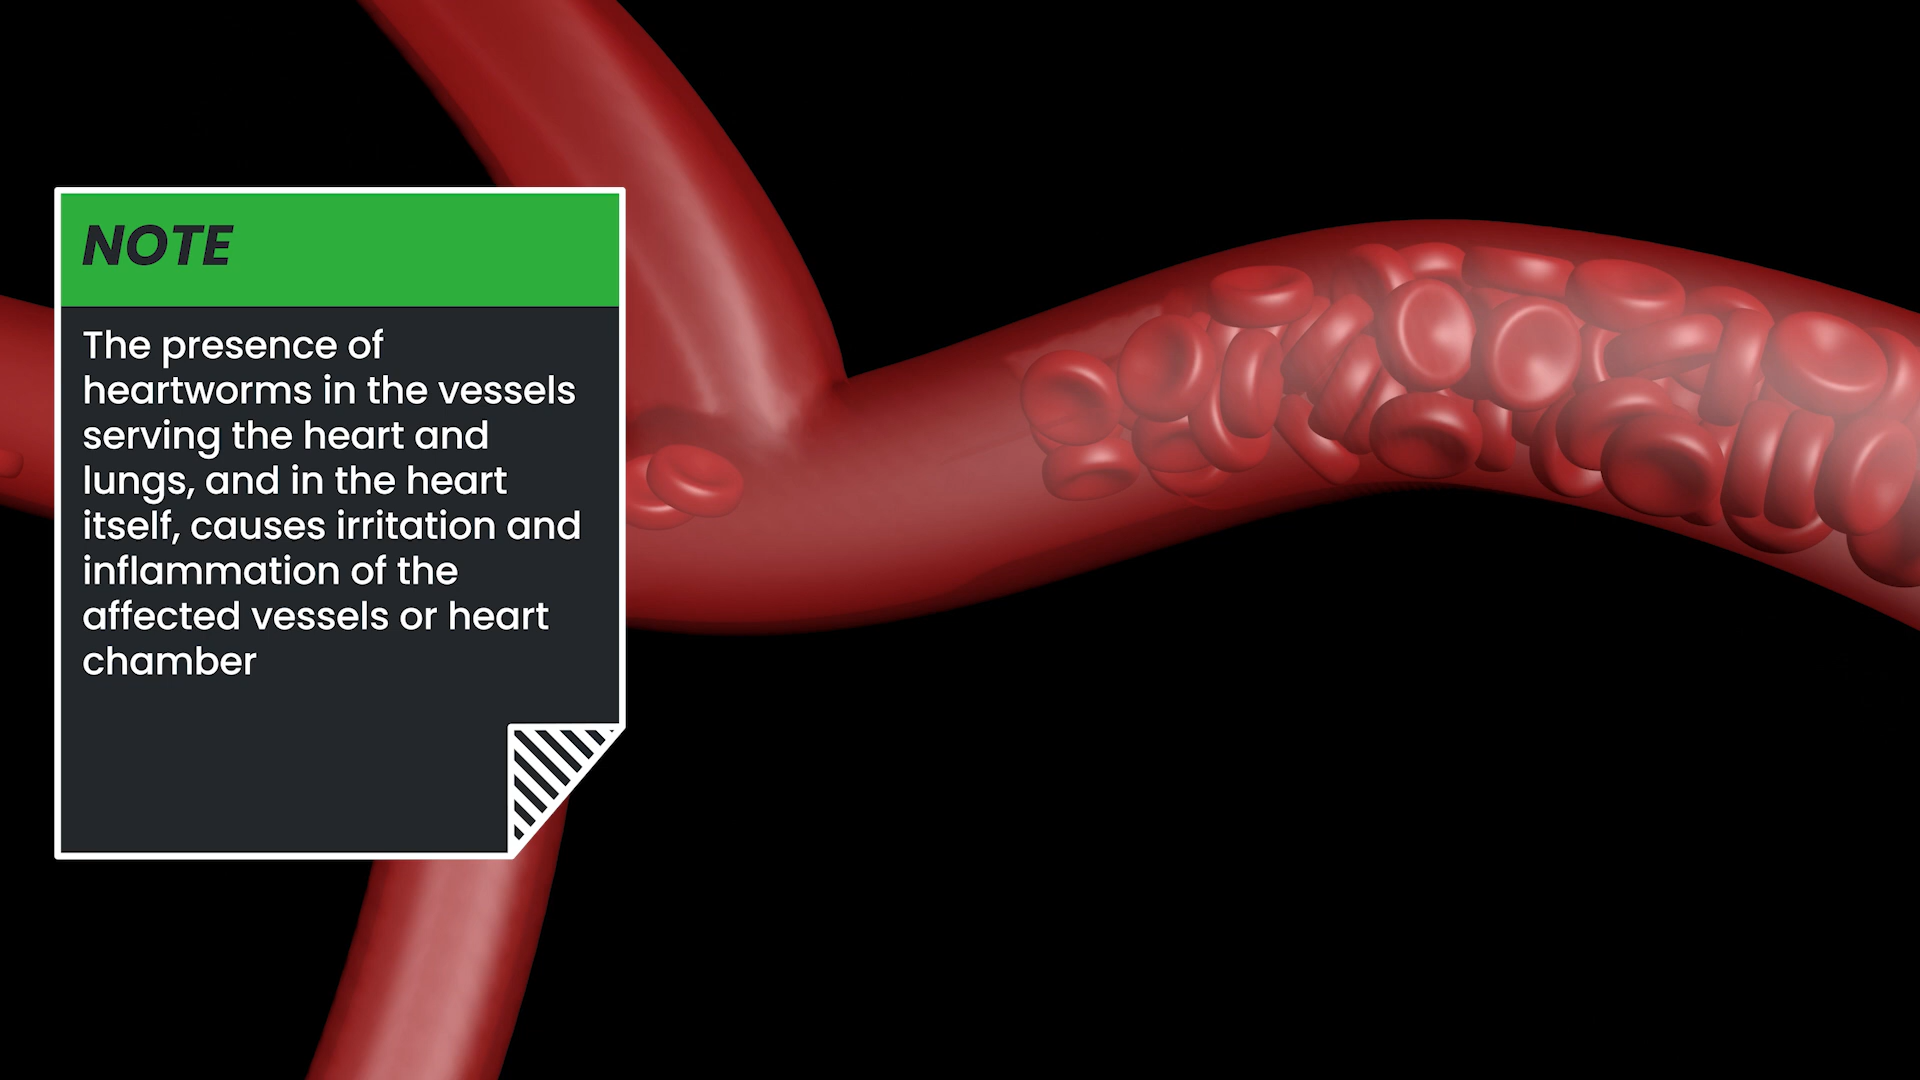 NOTE
The presence of
heartworms in the vessels
serving the heart and
lungs, and in the heart
itself, causes irritation and
inflammation of the
affected vessels or heart
chamber